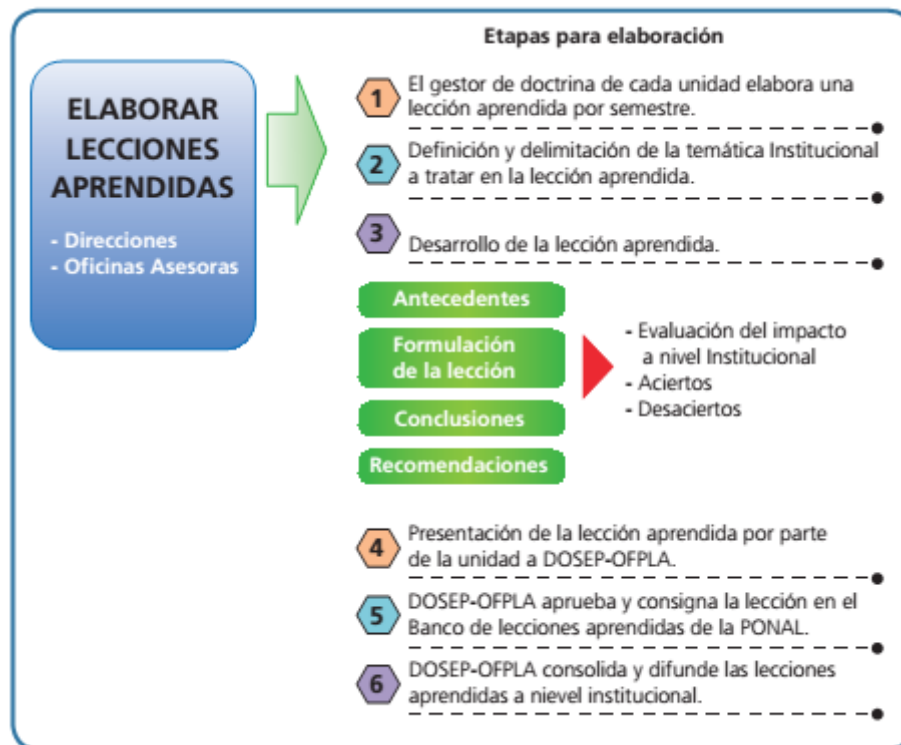 Etapas para elaboración
ELABORAR
LECCIONES
APRENDIDAS
- Direcciones
- Oficinas Asesoras
1
El gestor de doctrina de cada unidad elabora una
lección aprendida por semestre.
2
Definición y delimitación de la temática Institucional
a tratar en la lección aprendida.
3
Desarrollo de la lección aprendida.
Antecedentes
Formulación
de la lección
Conclusiones
Recomendaciones
- Evaluación del impacto
a nivel Institucional
- Aciertos
- Desaciertos
4
Presentación de la lección aprendida por parte
de la unidad a DOSEP-OFPLA.
5
DOSEP-OFPLA aprueba y consigna la lección en el
Banco de lecciones aprendidas de la PONAL.
6
DOSEP-OFPLA consolida y difunde las lecciones
aprendidas a nievel institucional.